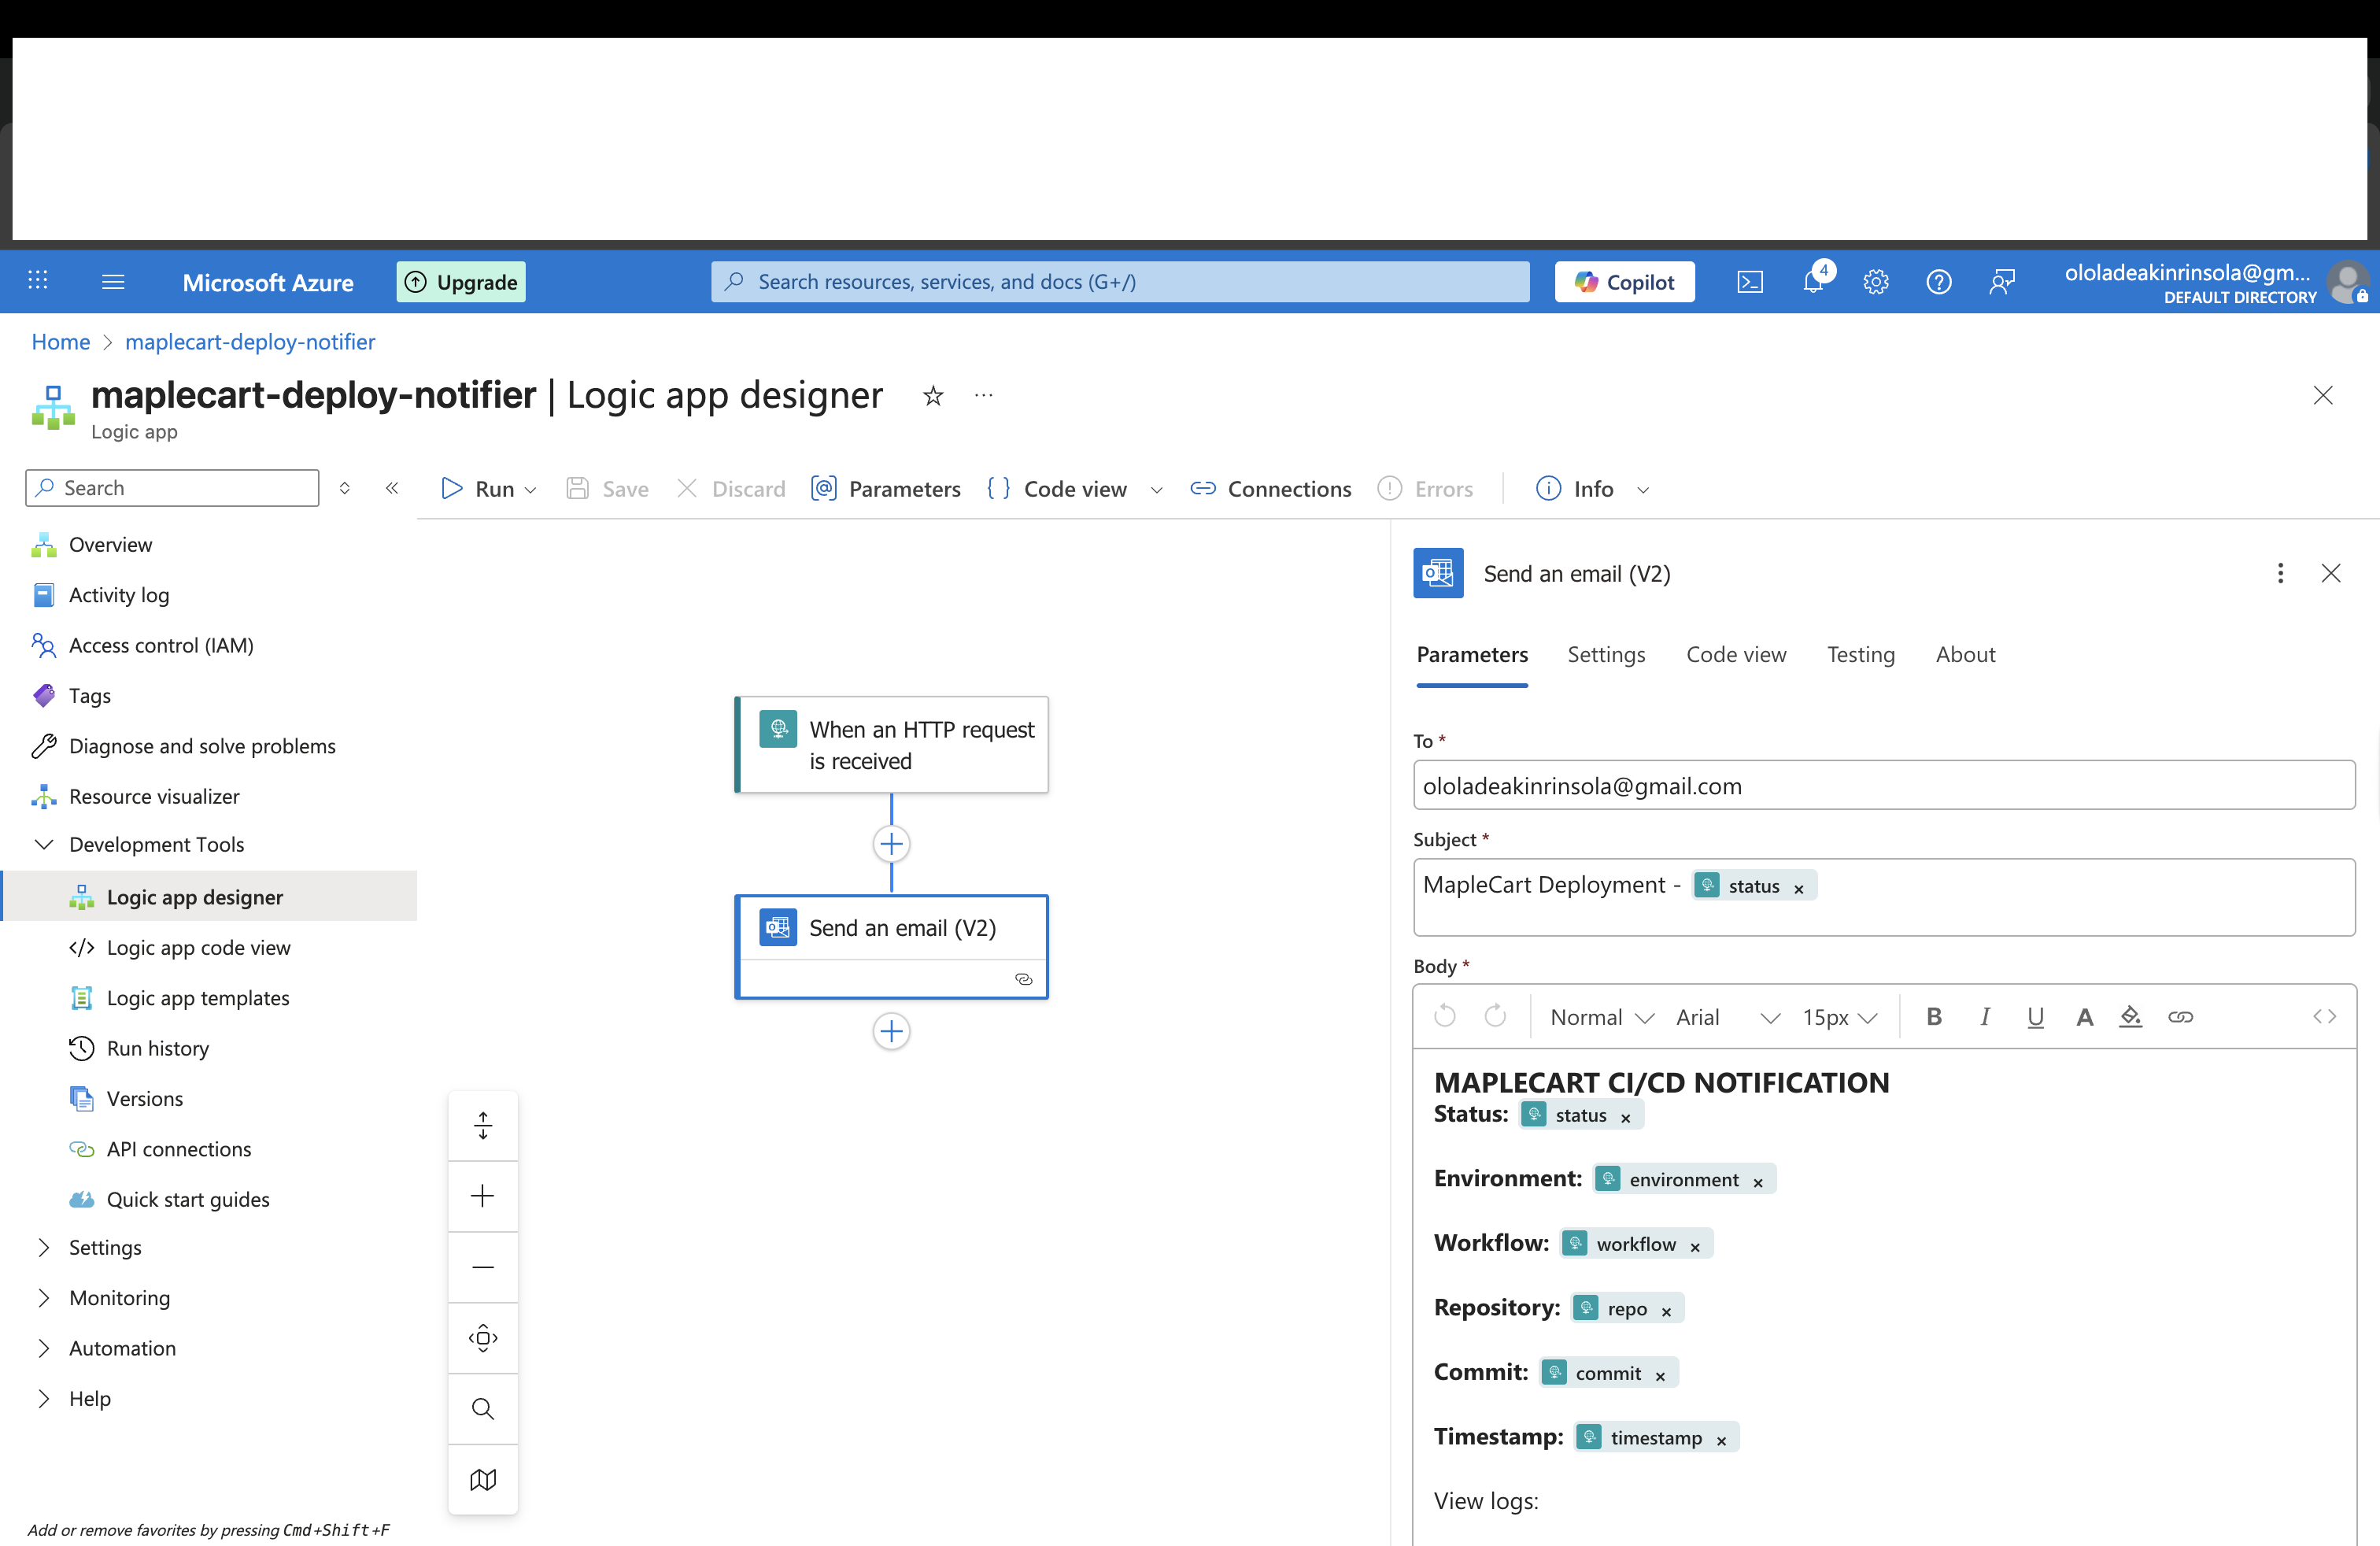 Microsoft Azure
Upgrade
Search resources, services, and docs (G+/)
Copilot
4
ololadeakinrinsola@gm...
DEFAULT DIRECTORY
Home > maplecart-deploy-notifier
maplecart-deploy-notifier | Logic app designer
Logic app
Search
Run
Save
Discard
Parameters
Code view
Connections
Errors
Info
Overview
Activity log
Access control (IAM)
Tags
Diagnose and solve problems
Resource visualizer
Development Tools
Logic app designer
Logic app code view
Logic app templates
Run history
Versions
API connections
Quick start guides
Settings
Monitoring
Automation
Help
Add or remove favorites by pressing Cmd+Shift+F
When an HTTP request
is received
Send an email (V2)
Send an email (V2)
Parameters
Settings
Code view
Testing
About
To *
ololadeakinrinsola@gmail.com
Subject *
MapleCart Deployment - status ×
Body *
Normal
Arial
15px
B I U A
MAPLECART CI/CD NOTIFICATION
Status: status ×
Environment: environment ×
Workflow: workflow ×
Repository: repo ×
Commit: commit ×
Timestamp: timestamp ×
View logs: